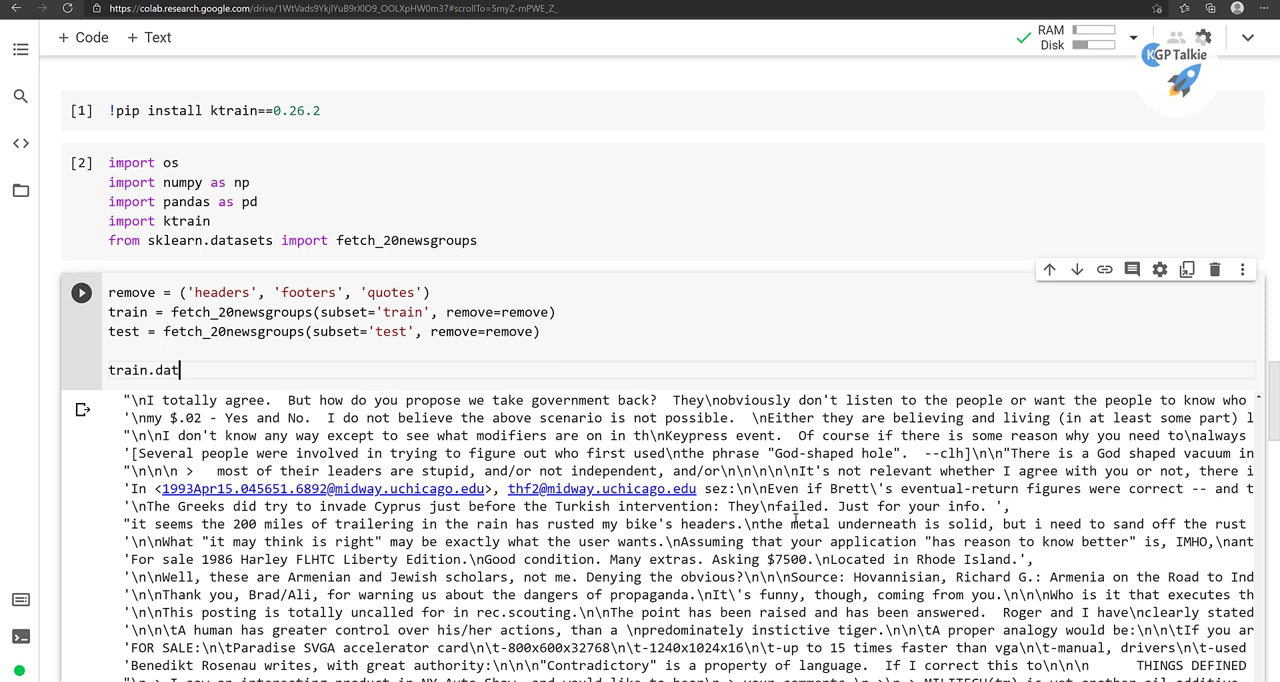 https://colab.research.google.com/drive/1WtVads9YkjlYuB9rXlO9_OOLXpHW0m37#scrollTo=5myZ-mPWE_Z_
+ Code + Text
RAM
Disk
KGPTalkie
[1] !pip install ktrain==0.26.2
[2] import os
import numpy as np
import pandas as pd
import ktrain
from sklearn.datasets import fetch_20newsgroups
remove = ('headers', 'footers', 'quotes')
train = fetch_20newsgroups(subset='train', remove=remove)
test = fetch_20newsgroups(subset='test', remove=remove)
train.dat
"\nI totally agree.  But how do you propose we take government back?  They\nobviously don't listen to the people or want the people to know who
'\nmy $.02 - Yes and No.  I do not believe the above scenario is not possible.  \nEither they are believing and living (in at least some part) l
"\n\nI don't know any way except to see what modifiers are on in th\nKeypress event.  Of course if there is some reason why you need to\nalways
'[Several people were involved in trying to figure out who first used\nthe phrase "God-shaped hole".  --clh]\n\n"There is a God shaped vacuum in
"\n\n\n >   most of their leaders are stupid, and/or not independent, and/or\n\n\n\n\nIt's not relevant whether I agree with you or not, there i
'In <1993Apr15.045651.6892@midway.uchicago.edu>, thf2@midway.uchicago.edu sez:\n\nEven if Brett\'s eventual-return figures were correct -- and t
'\nThe Greeks did try to invade Cyprus just before the Turkish intervention: They\nfailed. Just for your info. ',
"it seems the 200 miles of trailering in the rain has rusted my bike's headers.\nthe metal underneath is solid, but i need to sand off the rust
'\n\nWhat "it may think is right" may be exactly what the user wants.\nAssuming that your application "has reason to know better" is, IMHO,\nant
'For sale 1986 Harley FLHTC Liberty Edition.\nGood condition. Many extras. Asking $7500.\nLocated in Rhode Island.',
'\n\nWell, these are Armenian and Jewish scholars, not me. Denying the obvious?\n\n\nSource: Hovannisian, Richard G.: Armenia on the Road to Ind
'\n\nThank you, Brad/Ali, for warning us about the dangers of propaganda.\nIt\'s funny, though, coming from you.\n\n\nWho is it that executes th
'\n\nThis posting is totally uncalled for in rec.scouting.\n\nThe point has been raised and has been answered.  Roger and I have\nclearly stated
'\n\n\tA human has greater control over his/her actions, than a \npredominately instictive tiger.\n\n\tA proper analogy would be:\n\n\tIf you ar
'FOR SALE:\n\tParadise SVGA accelerator card\n\t-800x600x32768\n\t-1240x1024x16\n\t-up to 15 times faster than vga\n\t-manual, drivers\n\t-used
'Benedikt Rosenau writes, with great authority:\n\n\n"Contradictory" is a property of language.  If I correct this to\n\n\n      THINGS DEFINED